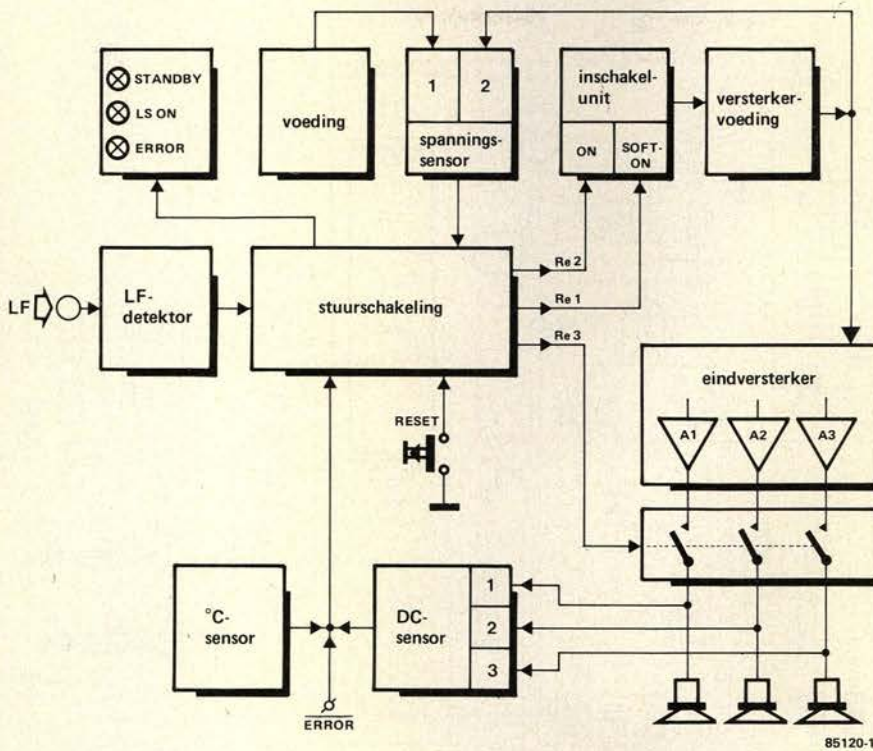 STANDBY
LS ON
ERROR
voeding
1
2
spannings-
sensor
inschakel-
unit
ON
SOFT-
ON
versterker-
voeding
LF
LF-
detektor
stuurschakeling
Re 2
Re 1
Re 3
RESET
eindversterker
A1
A2
A3
°C-
sensor
DC-
sensor
1
2
3
ERROR
85120-1